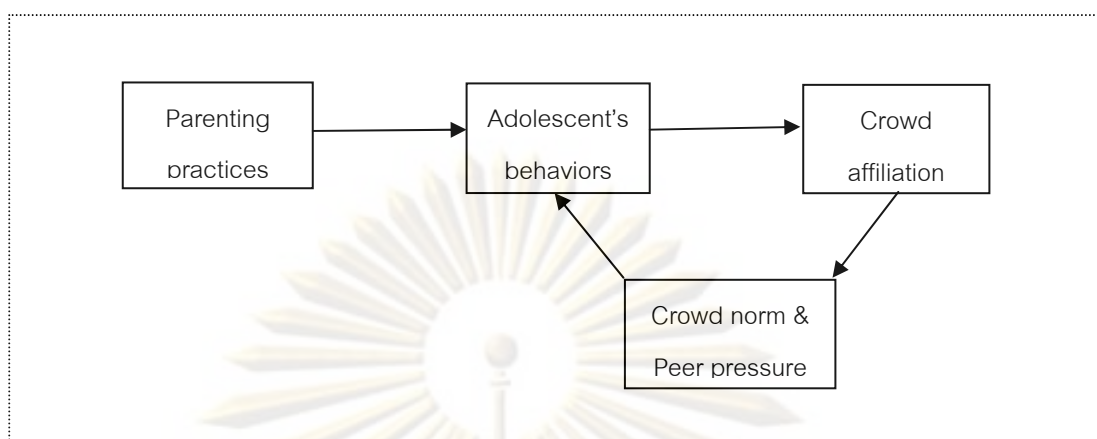 Parenting
practices
Adolescent's
behaviors
Crowd
affiliation
Crowd norm &
Peer pressure